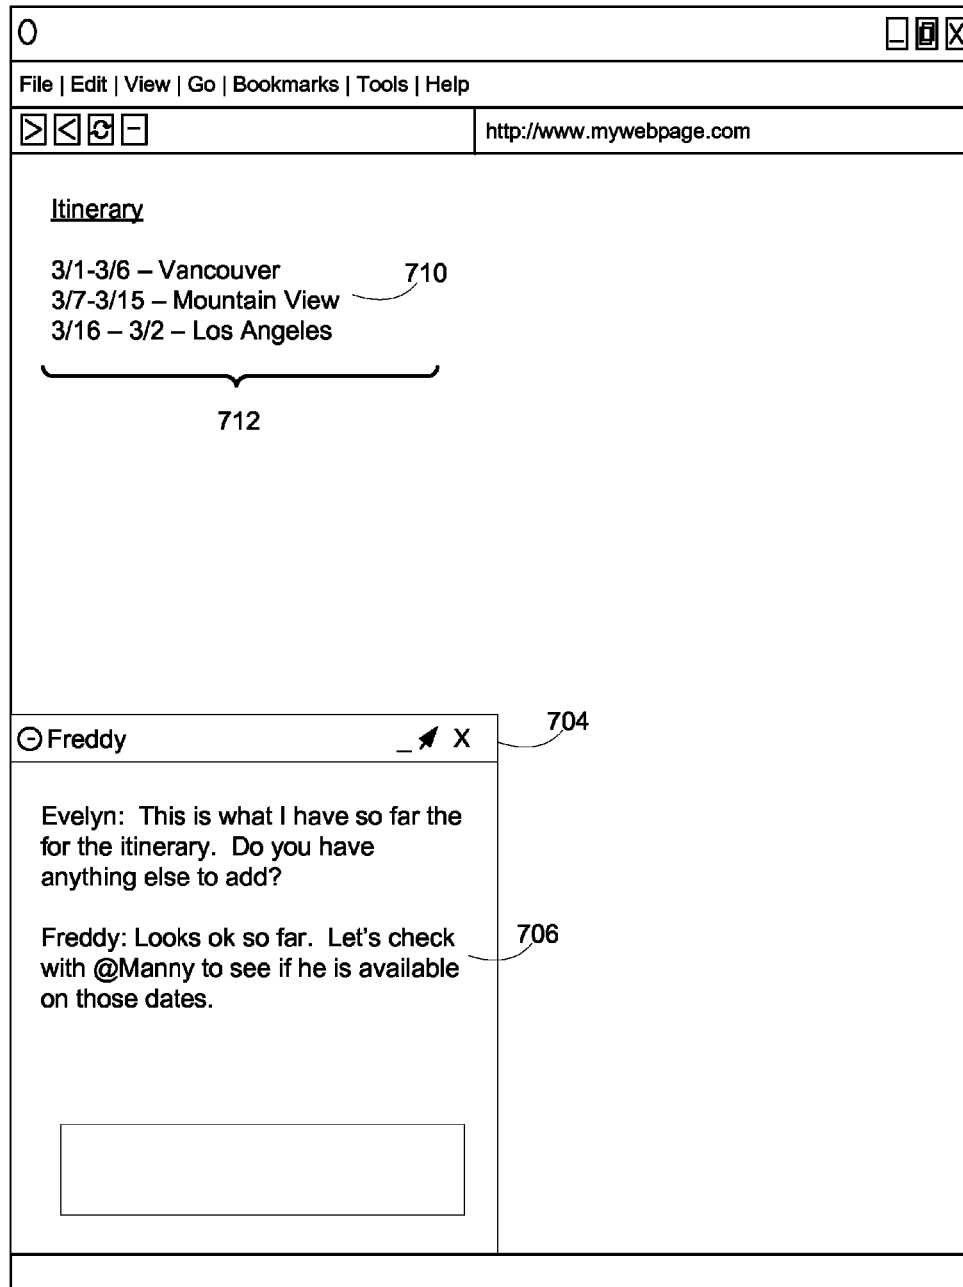 File | Edit | View | Go | Bookmarks | Tools | Help
http://www.mywebpage.com
Itinerary
3/1-3/6 – Vancouver
710
3/7-3/15 – Mountain View
3/16 – 3/2 – Los Angeles
712
704
Freddy _ X
Evelyn:  This is what I have so far the
for the itinerary.  Do you have
anything else to add?
Freddy: Looks ok so far.  Let's check
706
with @Manny to see if he is available
on those dates.